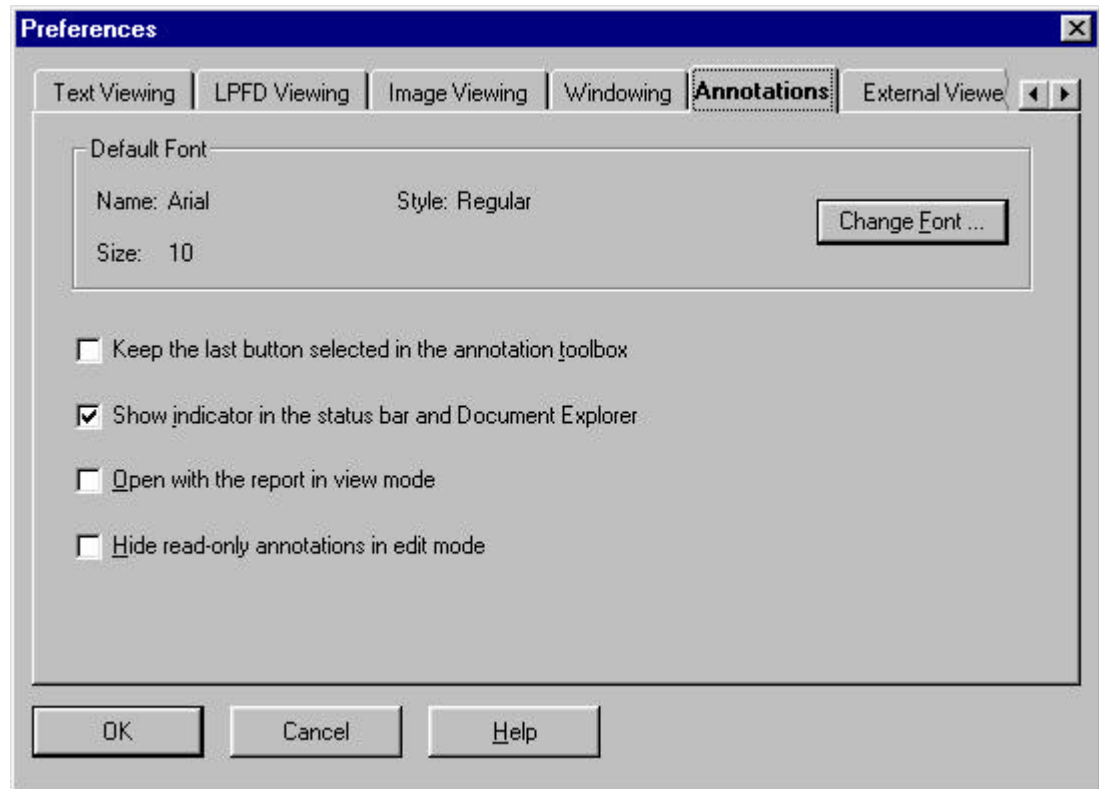 Preferences
Text Viewing LPFD Viewing Image Viewing Windowing Annotations External Viewe
Default Font
Name: Arial Style: Regular
Change Font ...
Size: 10
Keep the last button selected in the annotation toolbox
Show indicator in the status bar and Document Explorer
Open with the report in view mode
Hide read-only annotations in edit mode
OK Cancel Help